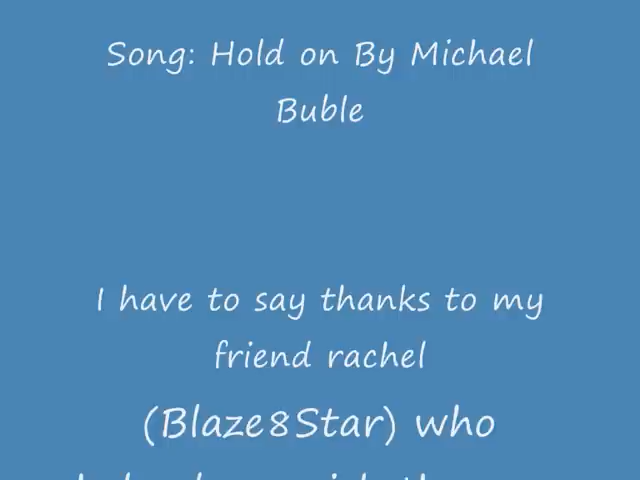 Song: Hold on By Michael
Buble
I have to say thanks to my
friend rachel
(Blaze8Star) who